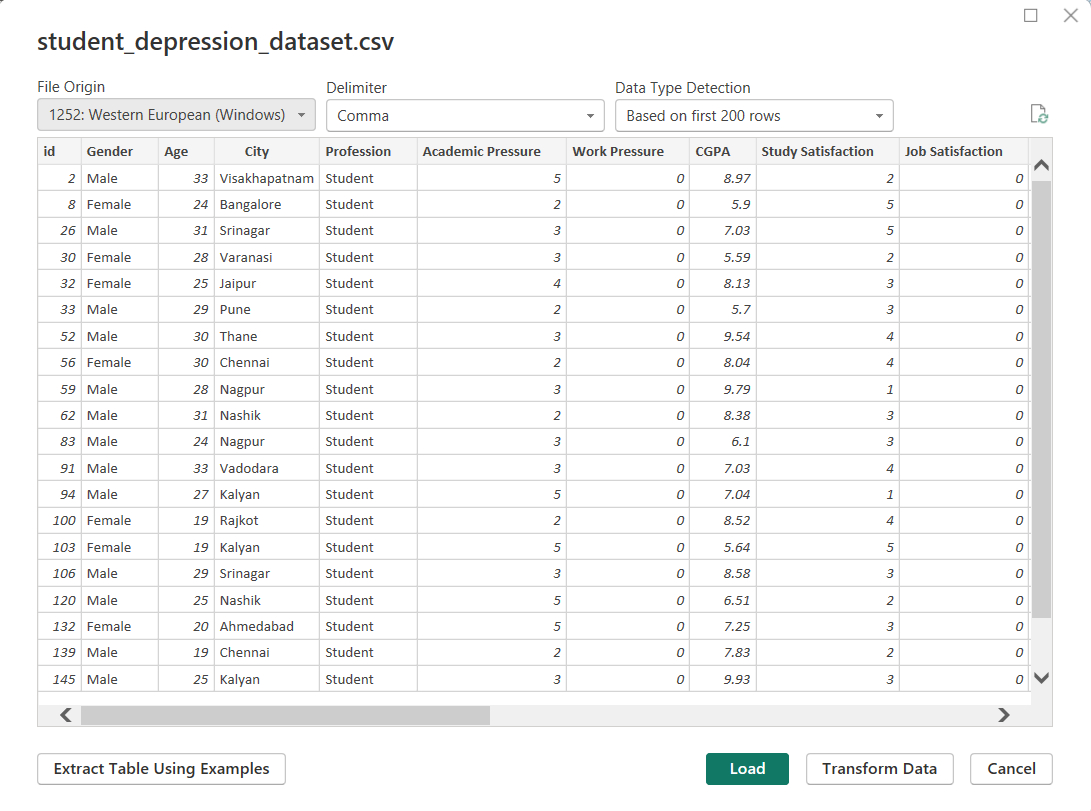 student_depression_dataset.csv
File Origin Delimiter Data Type Detection
1252: Western European (Windows) Comma Based on first 200 rows
id Gender Age City Profession Academic Pressure Work Pressure CGPA Study Satisfaction Job Satisfaction
2 Male 33 Visakhapatnam Student 5 0 8.97 2 0
8 Female 24 Bangalore Student 2 0 5.9 5 0
26 Male 31 Srinagar Student 3 0 7.03 5 0
30 Female 28 Varanasi Student 3 0 5.59 2 0
32 Female 25 Jaipur Student 4 0 8.13 3 0
33 Male 29 Pune Student 2 0 5.7 3 0
52 Male 30 Thane Student 3 0 9.54 4 0
56 Female 30 Chennai Student 2 0 8.04 4 0
59 Male 28 Nagpur Student 3 0 9.79 1 0
62 Male 31 Nashik Student 2 0 8.38 3 0
83 Male 24 Nagpur Student 3 0 6.1 3 0
91 Male 33 Vadodara Student 3 0 7.03 4 0
94 Male 27 Kalyan Student 5 0 7.04 1 0
100 Female 19 Rajkot Student 2 0 8.52 4 0
103 Female 19 Kalyan Student 5 0 5.64 5 0
106 Male 29 Srinagar Student 3 0 8.58 3 0
120 Male 25 Nashik Student 5 0 6.51 2 0
132 Female 20 Ahmedabad Student 5 0 7.25 3 0
139 Male 19 Chennai Student 2 0 7.83 2 0
145 Male 25 Kalyan Student 3 0 9.93 3 0
Extract Table Using Examples Load Transform Data Cancel